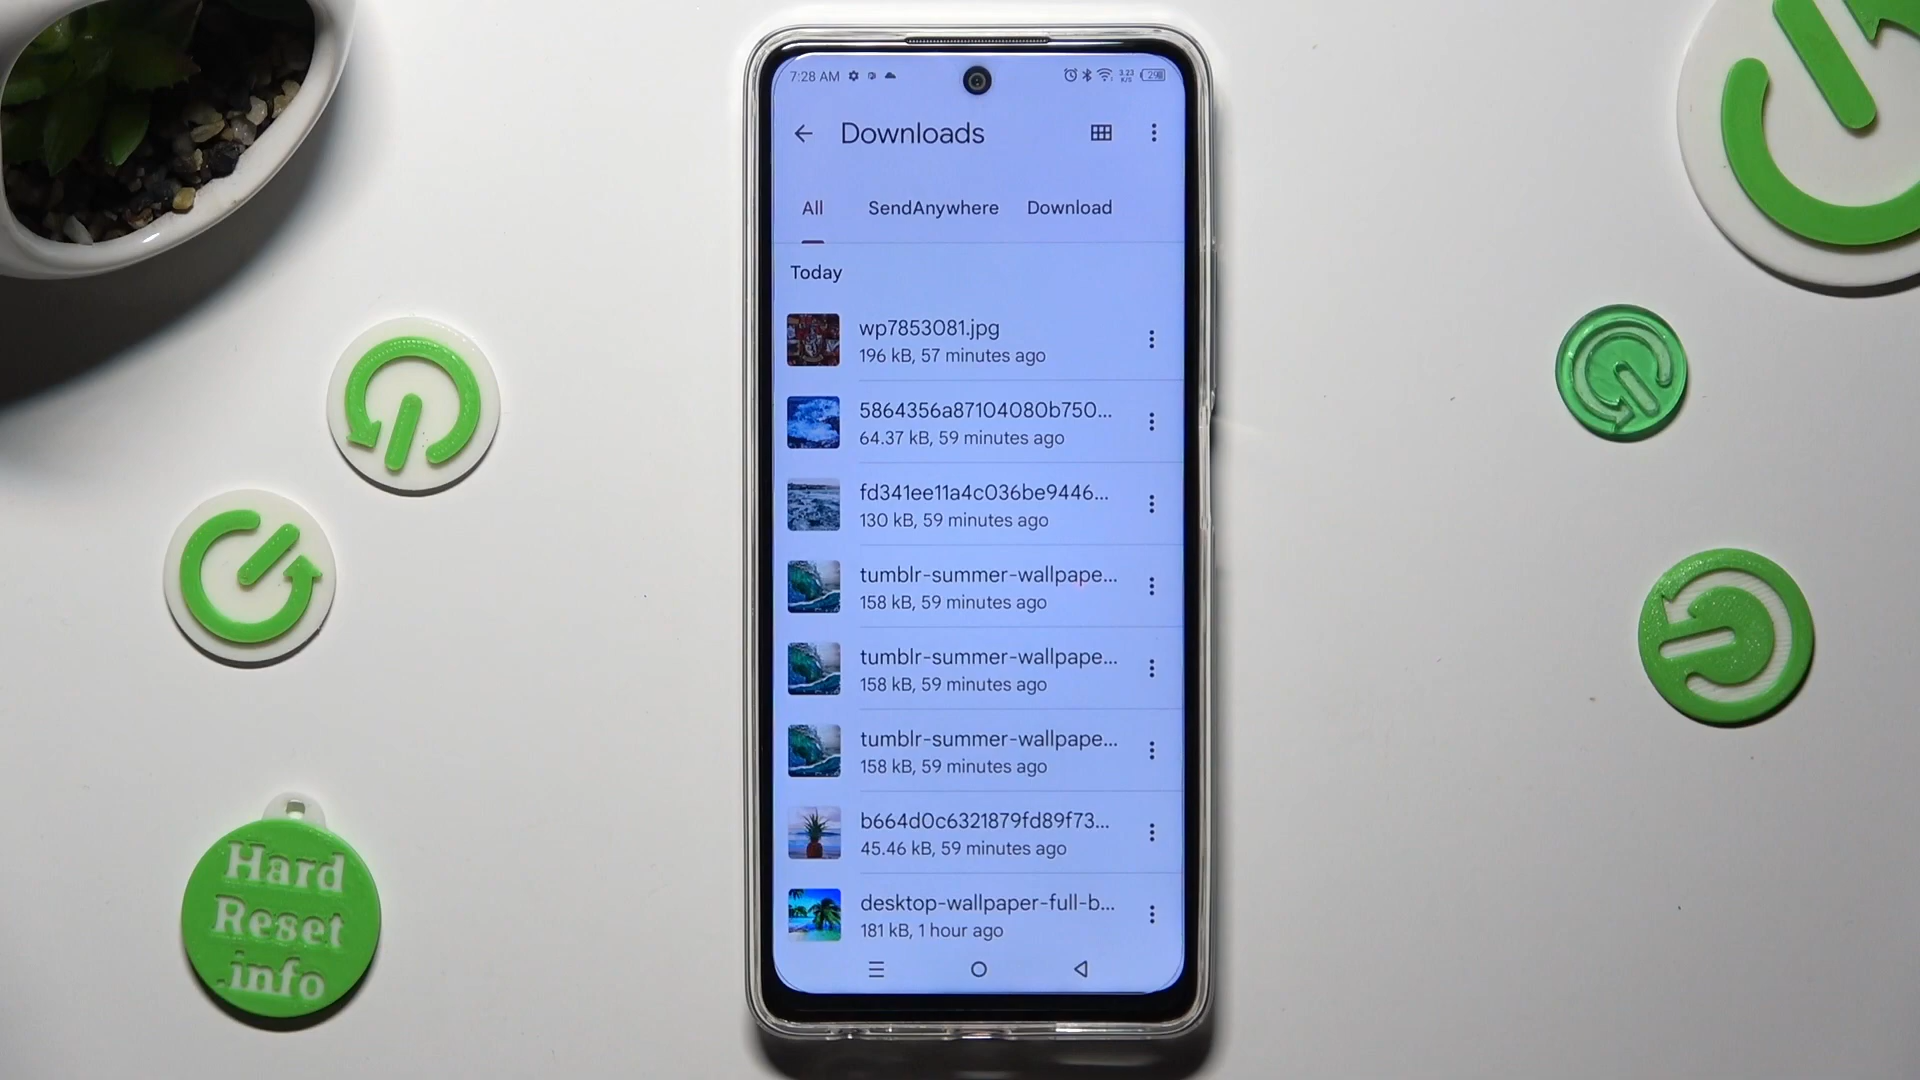 7:28 AM
3.23
K/S
29
Downloads
All SendAnywhere Download
Today
wp7853081.jpg
196 kB, 57 minutes ago
5864356a87104080b750...
64.37 kB, 59 minutes ago
fd341ee11a4c036be9446...
130 kB, 59 minutes ago
tumblr-summer-wallpape...
158 kB, 59 minutes ago
tumblr-summer-wallpape...
158 kB, 59 minutes ago
tumblr-summer-wallpape...
158 kB, 59 minutes ago
b664d0c6321879fd89f73...
45.46 kB, 59 minutes ago
desktop-wallpaper-full-b...
181 kB, 1 hour ago
Hard
Reset
.info